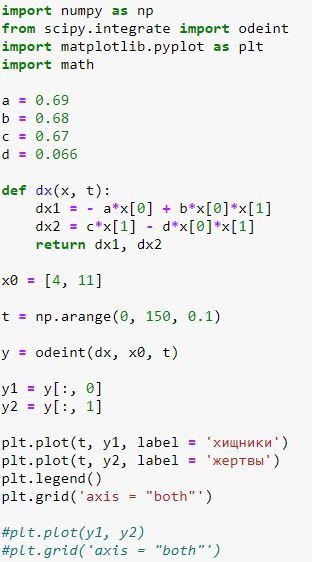 import numpy as np
from scipy.integrate import odeint
import matplotlib.pyplot as plt
import math
a = 0.69
b = 0.68
c = 0.67
d = 0.066
def dx(x, t):
    dx1 = - a*x[0] + b*x[0]*x[1]
    dx2 = c*x[1] - d*x[0]*x[1]
    return dx1, dx2
x0 = [4, 11]
t = np.arange(0, 150, 0.1)
y = odeint(dx, x0, t)
y1 = y[:, 0]
y2 = y[:, 1]
plt.plot(t, y1, label = 'хищники')
plt.plot(t, y2, label = 'жертвы')
plt.legend()
plt.grid('axis = "both"')
#plt.plot(y1, y2)
#plt.grid('axis = "both"')